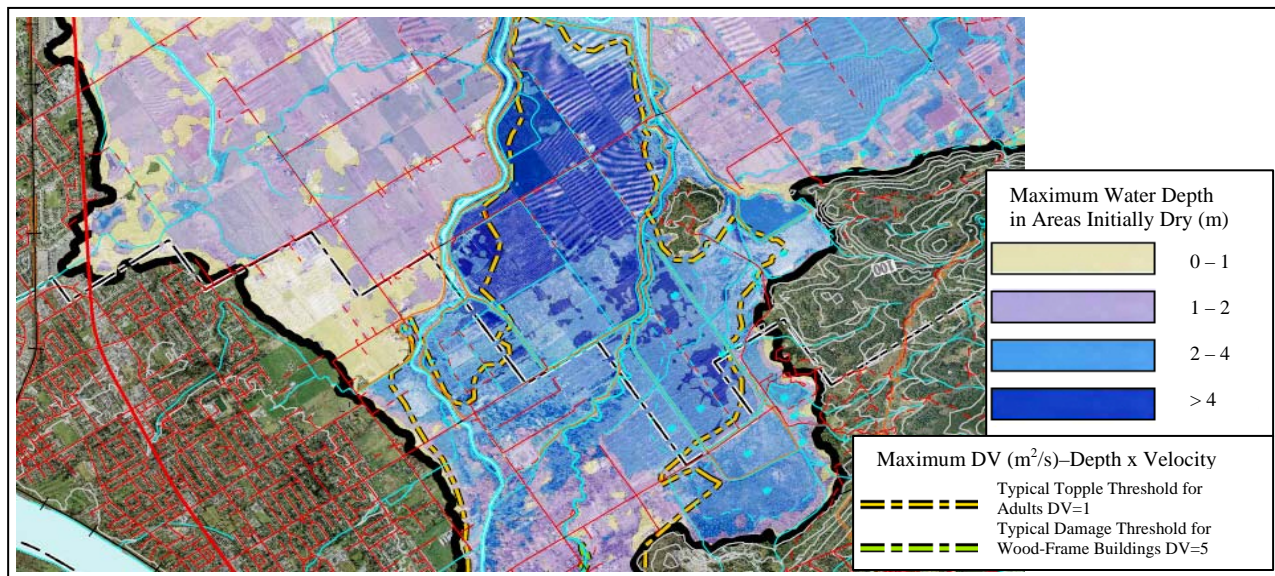 Maximum Water Depth
in Areas Initially Dry (m)
0 – 1
1 – 2
2 – 4
> 4
Maximum DV (m²/s)–Depth x Velocity
Typical Topple Threshold for
Adults DV=1
Typical Damage Threshold for
Wood-Frame Buildings DV=5
100